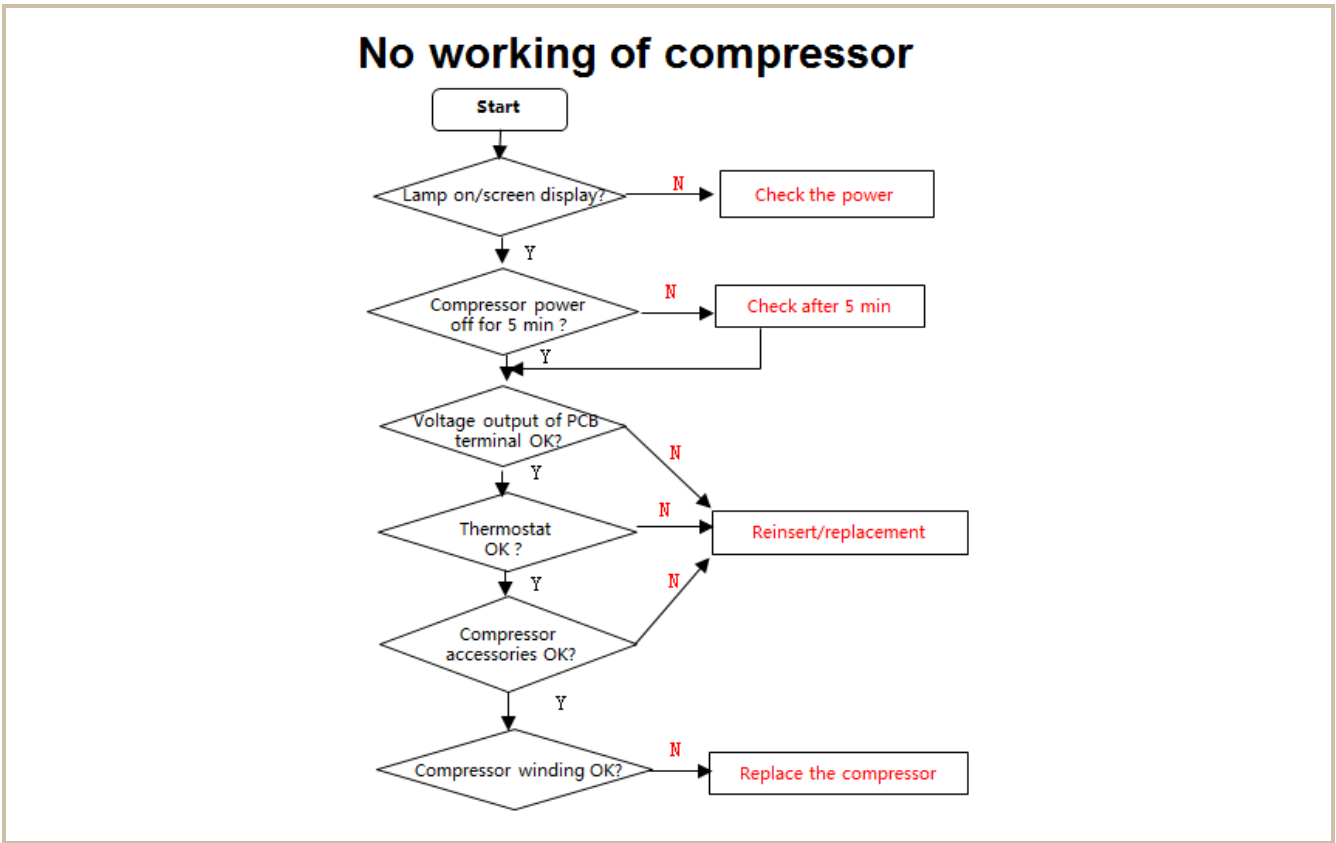 No working of compressor
Start
Lamp on/screen display?
N
Check the power
Y
Compressor power
off for 5 min ?
N
Check after 5 min
Y
Voltage output of PCB
terminal OK?
N
Y
Thermostat
OK ?
N
Reinsert/replacement
Y
Compressor
accessories OK?
N
Y
Compressor winding OK?
N
Replace the compressor